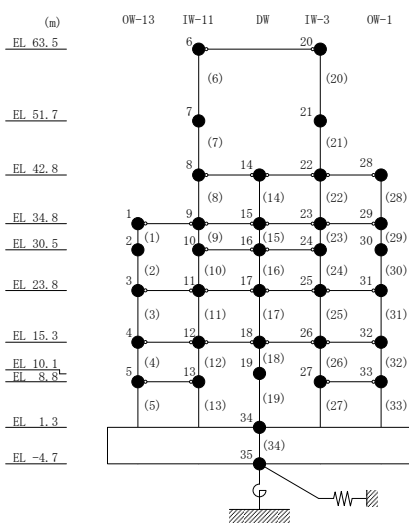 (m) OW-13 IW-11 DW IW-3 OW-1
EL 63.5 6 20
(6) (20)
EL 51.7 7 21
(7) (21)
EL 42.8 8 14 22 28
(8) (14) (22) (28)
EL 34.8 1 9 15 23 29
(1) (9) (15) (23) (29)
EL 30.5 2 10 16 24 30
(2) (10) (16) (24) (30)
EL 23.8 3 11 17 25 31
(3) (11) (17) (25) (31)
EL 15.3 4 12 18 26 32
(4) (12) (18) (26) (32)
EL 10.1 19
EL 8.8 5 13 27 33
(5) (13) (19) (27) (33)
EL 1.3 34
(34)
EL -4.7 35